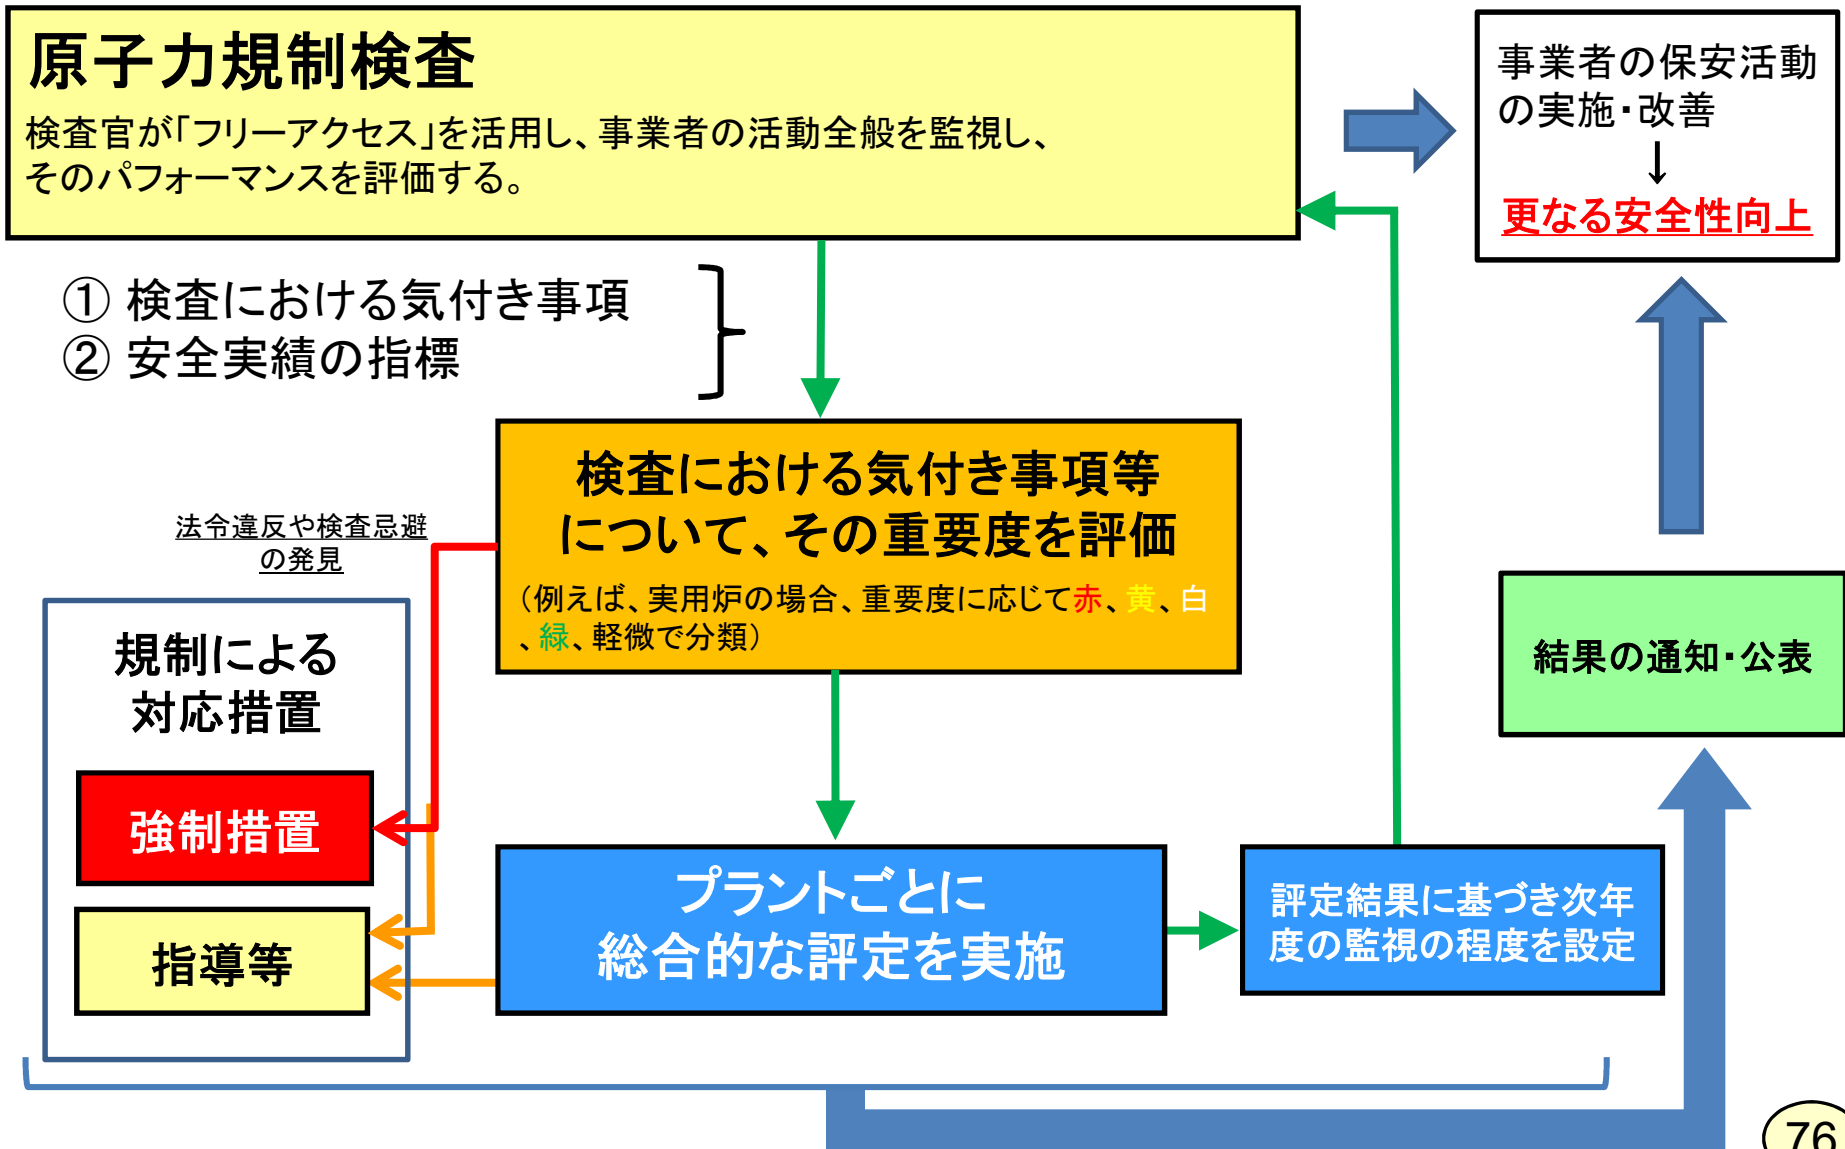 原子力規制検査
検査官が「フリーアクセス」を活用し、事業者の活動全般を監視し、
そのパフォーマンスを評価する。
事業者の保安活動
の実施・改善
↓
更なる安全性向上
① 検査における気付き事項
② 安全実績の指標
検査における気付き事項等
について、その重要度を評価
（例えば、実用炉の場合、重要度に応じて赤、黄、白
、緑、軽微で分類）
法令違反や検査忌避
の発見
規制による
対応措置
強制措置
指導等
プラントごとに
総合的な評定を実施
評定結果に基づき次年
度の監視の程度を設定
結果の通知・公表
76